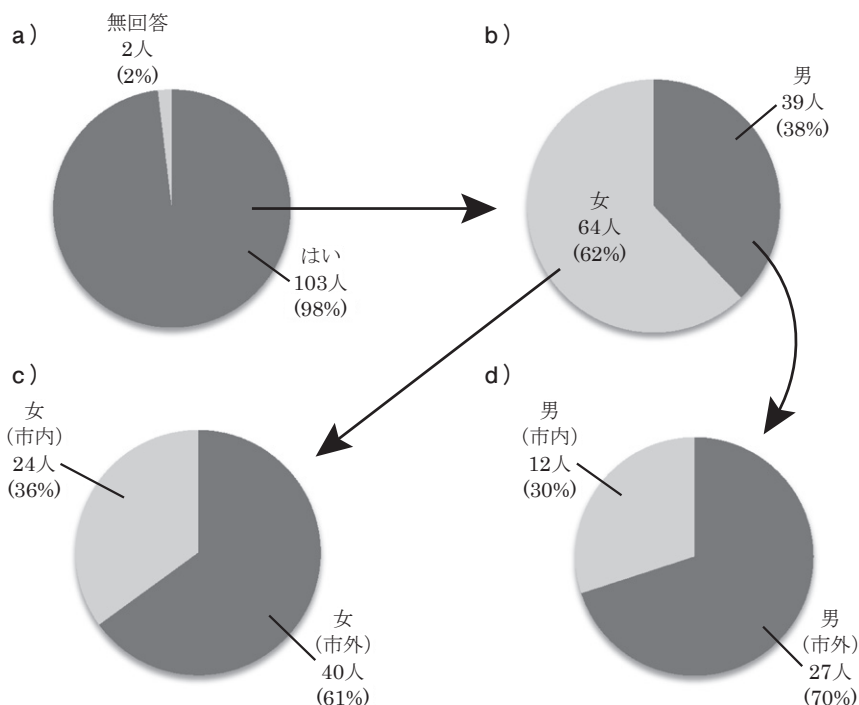 a)
無回答
2人
(2%)
はい
103人
(98%)
b)
男
39人
(38%)
女
64人
(62%)
c)
女
(市内)
24人
(36%)
女
(市外)
40人
(61%)
d)
男
(市内)
12人
(30%)
男
(市外)
27人
(70%)